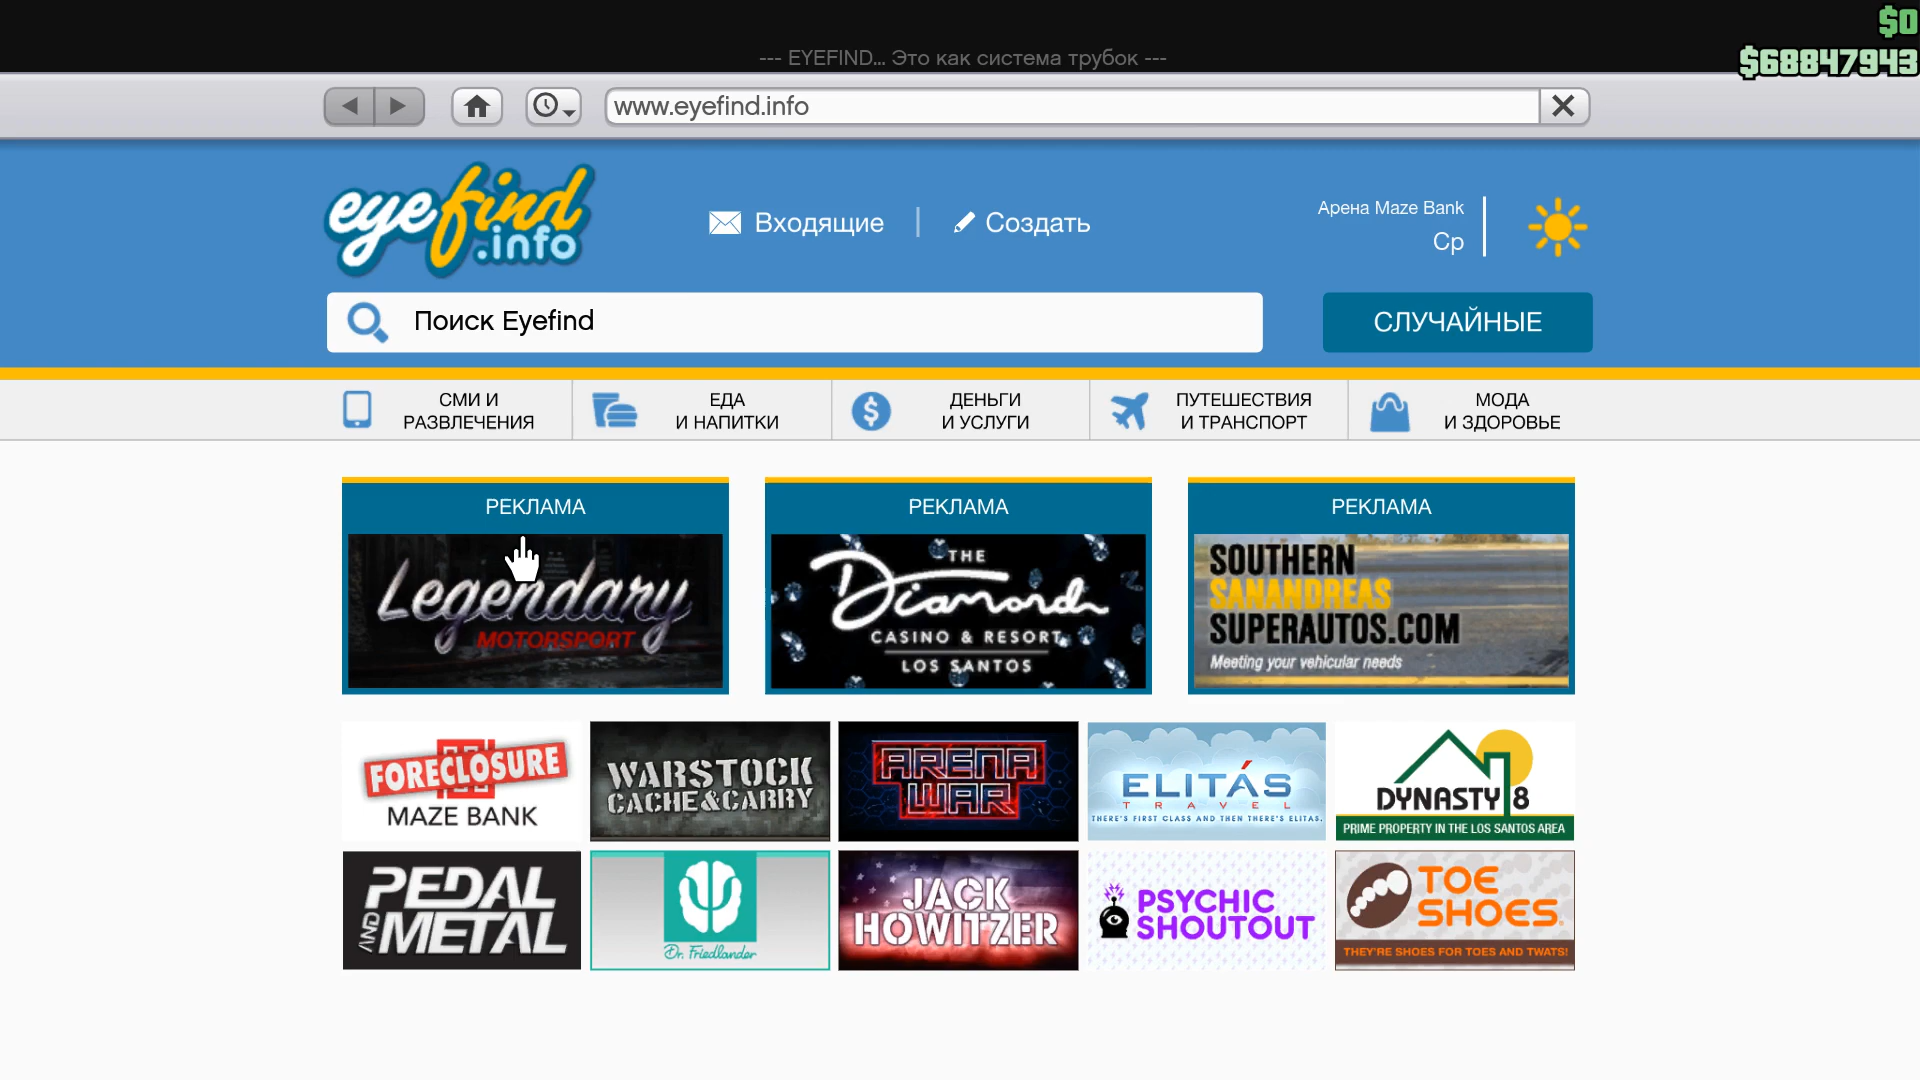 $0
--- EYEFIND... Это как система трубок ---
$68847943
www.eyefind.info
eyefind
.info
Входящие
Создать
Арена Maze Bank
Ср
Поиск Eyefind
СЛУЧАЙНЫЕ
СМИ И
РАЗВЛЕЧЕНИЯ
ЕДА
И НАПИТКИ
ДЕНЬГИ
И УСЛУГИ
ПУТЕШЕСТВИЯ
И ТРАНСПОРТ
МОДА
И ЗДОРОВЬЕ
РЕКЛАМА
Legendary
MOTORSPORT
РЕКЛАМА
THE
Diamond
CASINO & RESORT
LOS SANTOS
РЕКЛАМА
SOUTHERN
SANANDREAS
SUPERAUTOS.COM
Meeting your vehicular needs
FORECLOSURE
MAZE BANK
WARSTOCK
CACHE&CARRY
ARENA
WAR
ELITÁS
TRAVEL
THERE'S FIRST CLASS AND THEN THERE'S ELITAS.
DYNASTY 8
PRIME PROPERTY IN THE LOS SANTOS AREA
PEDAL
AND METAL
Dr. Friedlander
JACK
HOWITZER
PSYCHIC
SHOUTOUT
TOE
SHOES
THEY'RE SHOES FOR TOES AND TWATS!